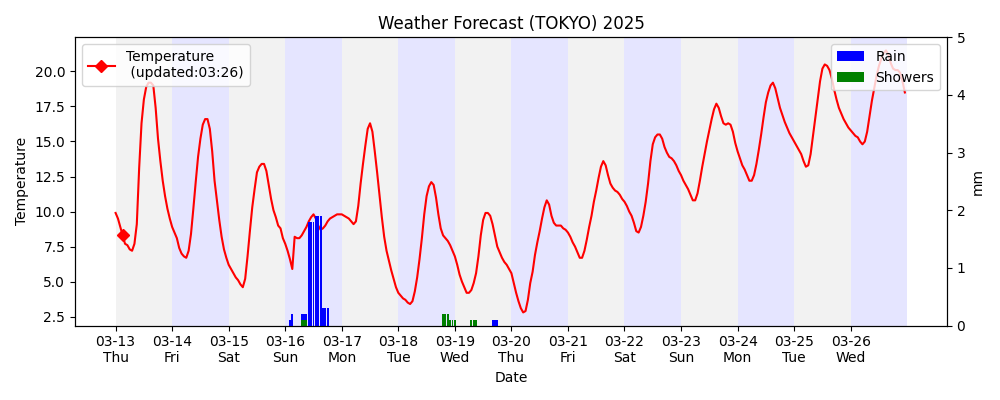 Weather Forecast (TOKYO) 2025
Temperature
(updated:03:26)
Rain
Showers
Temperature
20.0
17.5
15.0
12.5
10.0
7.5
5.0
2.5
5
4
3
2
1
0
mm
03-13 03-14 03-15 03-16 03-17 03-18 03-19 03-20 03-21 03-22 03-23 03-24 03-25 03-26
Thu Fri Sat Sun Mon Tue Wed Thu Fri Sat Sun Mon Tue Wed
Date